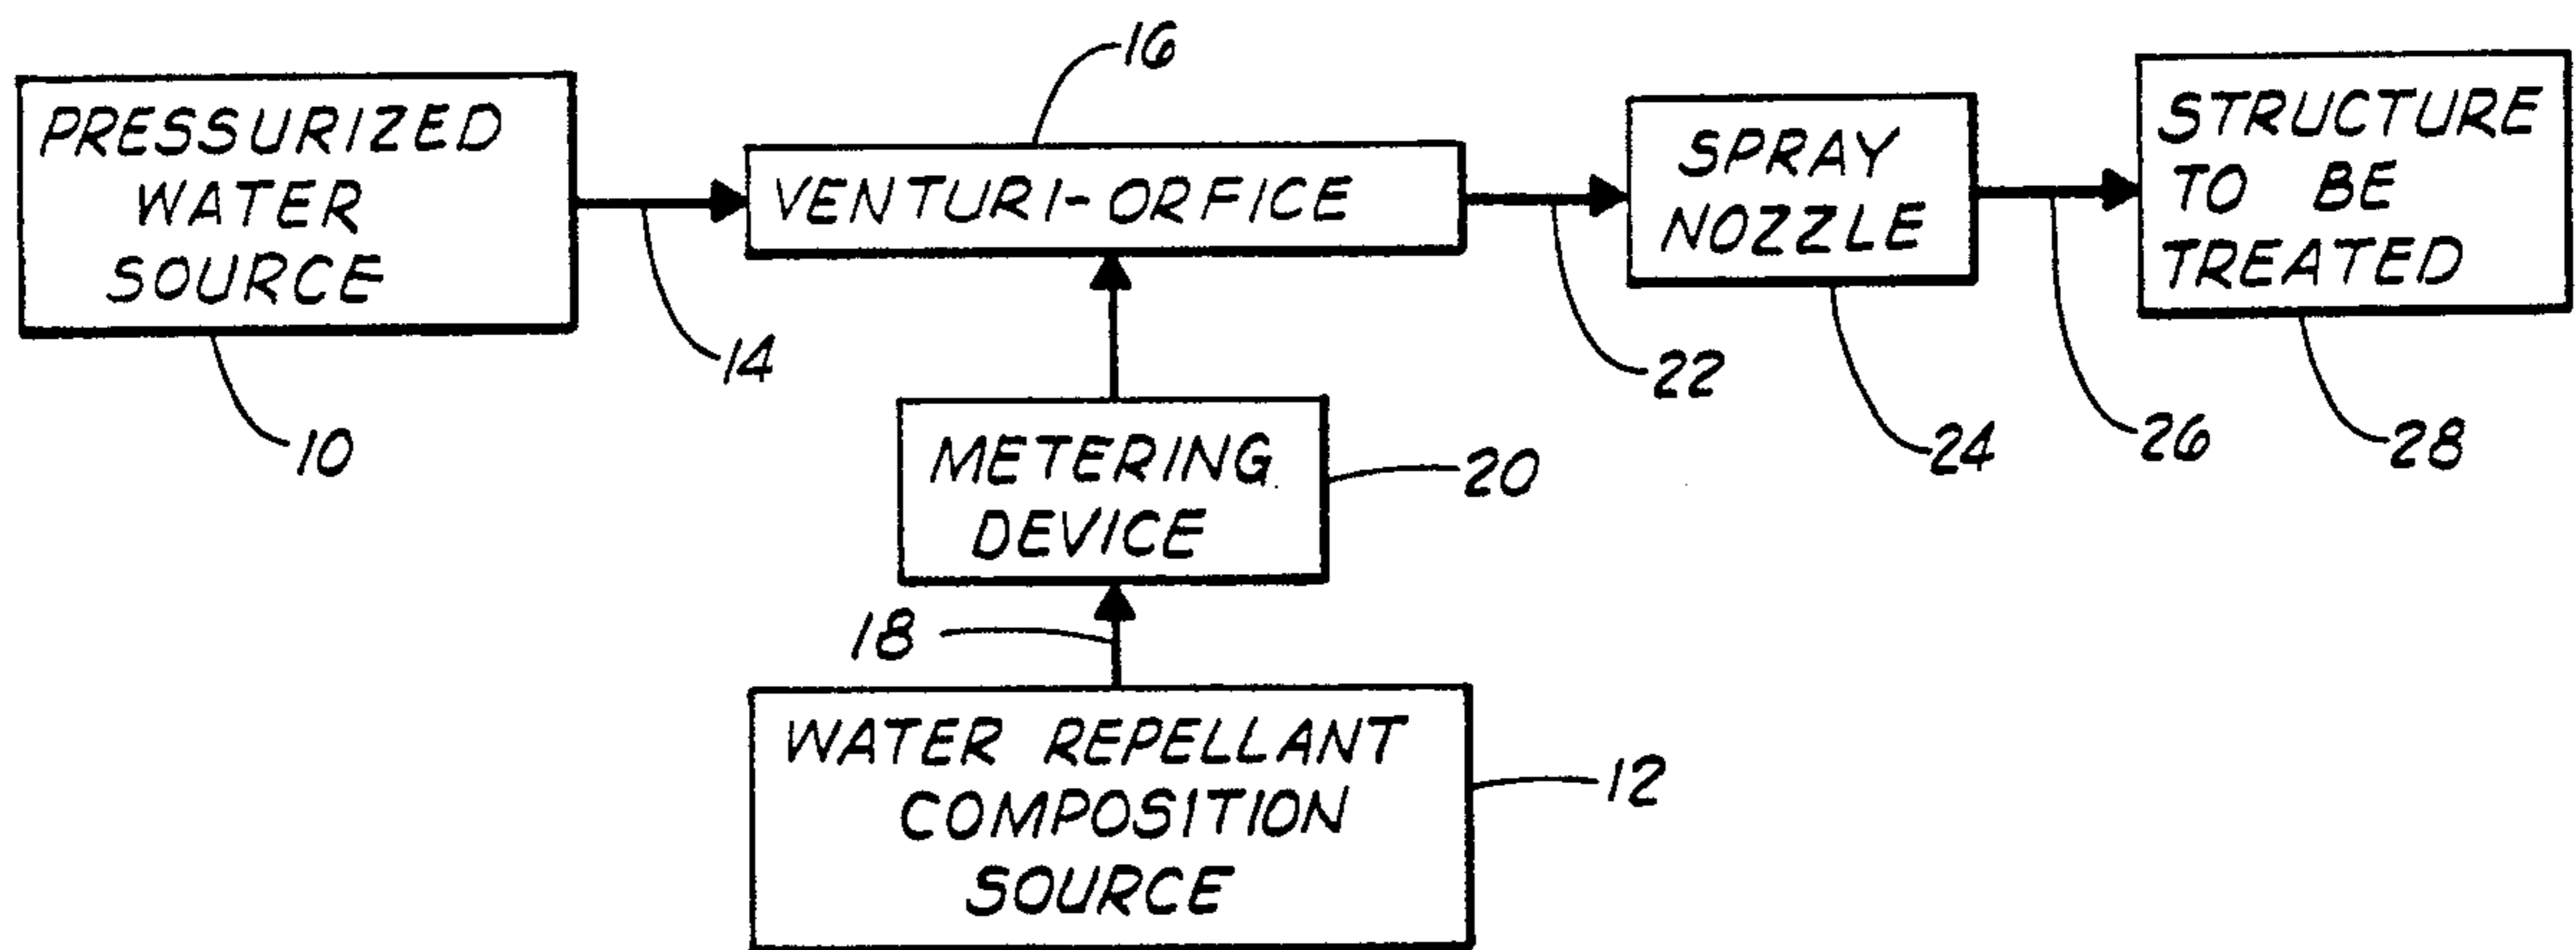 16
PRESSURIZED
WATER
SOURCE
VENTURI-ORFICE
SPRAY
NOZZLE
STRUCTURE
TO BE
TREATED
10
14
22
24
26
28
METERING
DEVICE
20
18
WATER REPELLANT
COMPOSITION
SOURCE
12